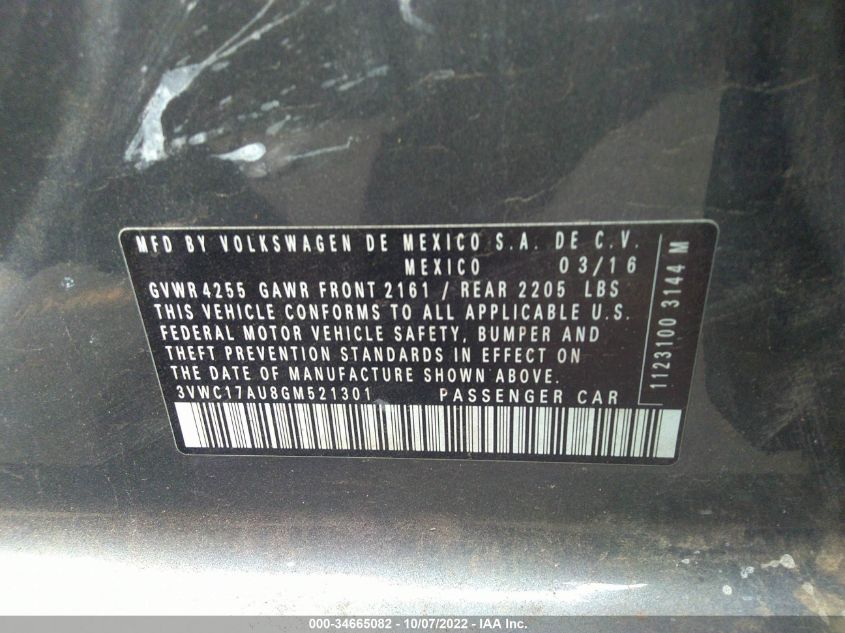 MFD BY VOLKSWAGEN DE MEXICO S.A. DE C.V.
MEXICO 03/16
GVWR 4255 GAWR FRONT 2161 / REAR 2205 LBS
THIS VEHICLE CONFORMS TO ALL APPLICABLE U.S.
FEDERAL MOTOR VEHICLE SAFETY, BUMPER AND
THEFT PREVENTION STANDARDS IN EFFECT ON
THE DATE OF MANUFACTURE SHOWN ABOVE.
3VWC17AU8GM521301 PASSENGER CAR
1123100 3144 M
000-34665082 - 10/07/2022 - IAA Inc.